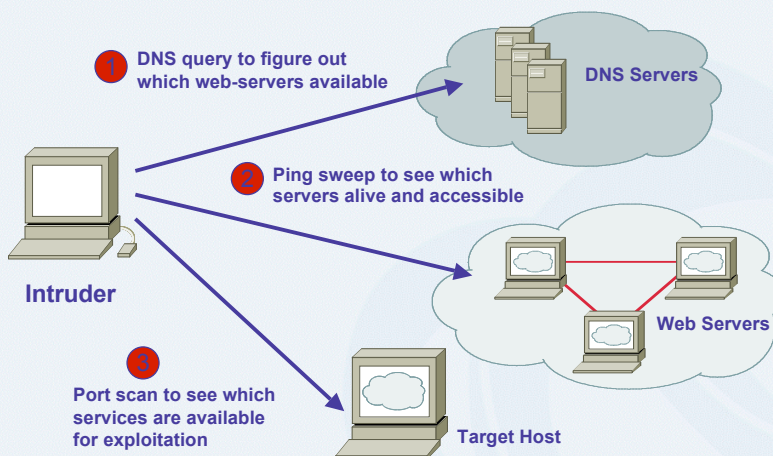 1
DNS query to figure out
which web-servers available
DNS Servers
2
Ping sweep to see which
servers alive and accessible
Intruder
Web Servers
3
Port scan to see which
services are available
for exploitation
Target Host